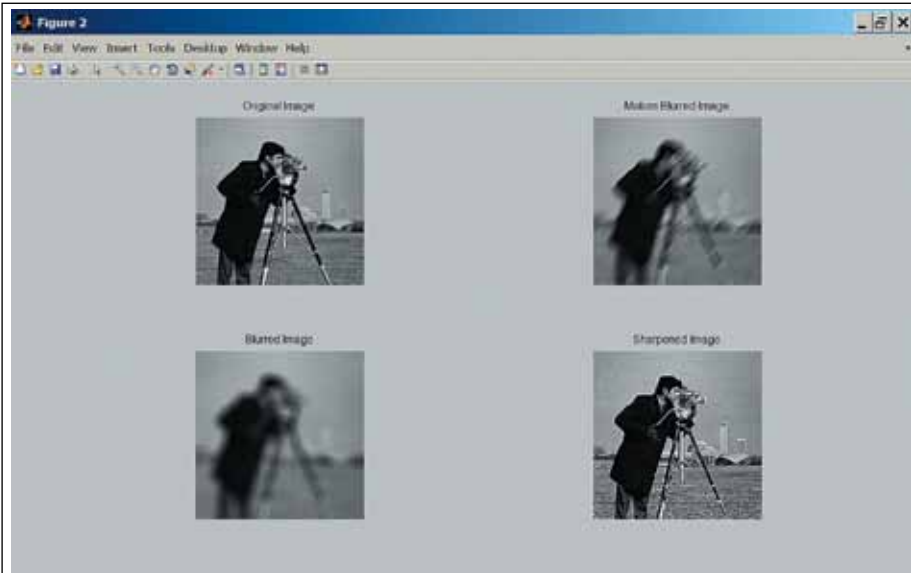 Figure 2
File Edit View Insert Tools Desktop Window Help
Original Image
Motion Blurred Image
Blurred Image
Sharpened Image